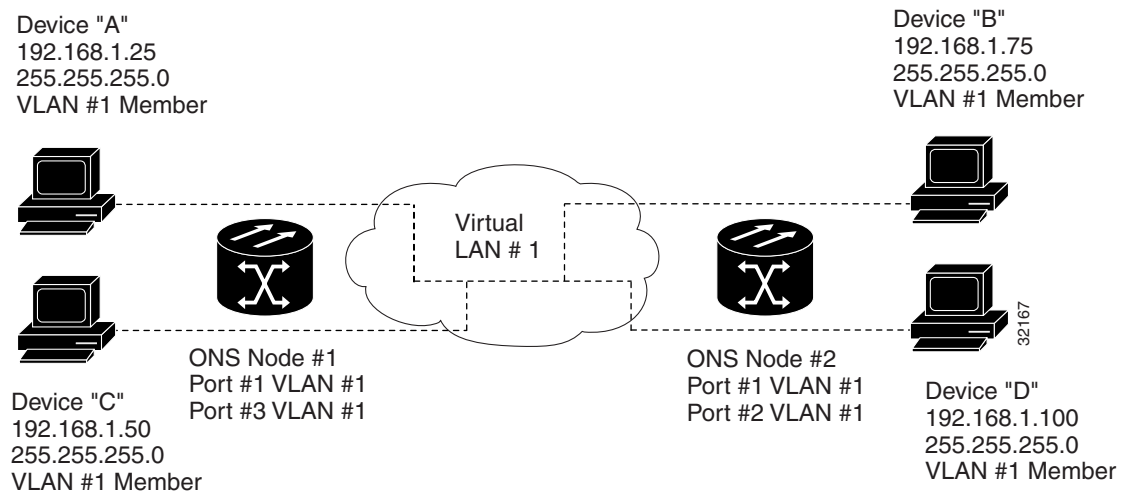 Device "A"
192.168.1.25
255.255.255.0
VLAN #1 Member
Device "B"
192.168.1.75
255.255.255.0
VLAN #1 Member
Virtual
LAN # 1
ONS Node #1
Port #1 VLAN #1
Port #3 VLAN #1
ONS Node #2
Port #1 VLAN #1
Port #2 VLAN #1
32167
Device "C"
192.168.1.50
255.255.255.0
VLAN #1 Member
Device "D"
192.168.1.100
255.255.255.0
VLAN #1 Member